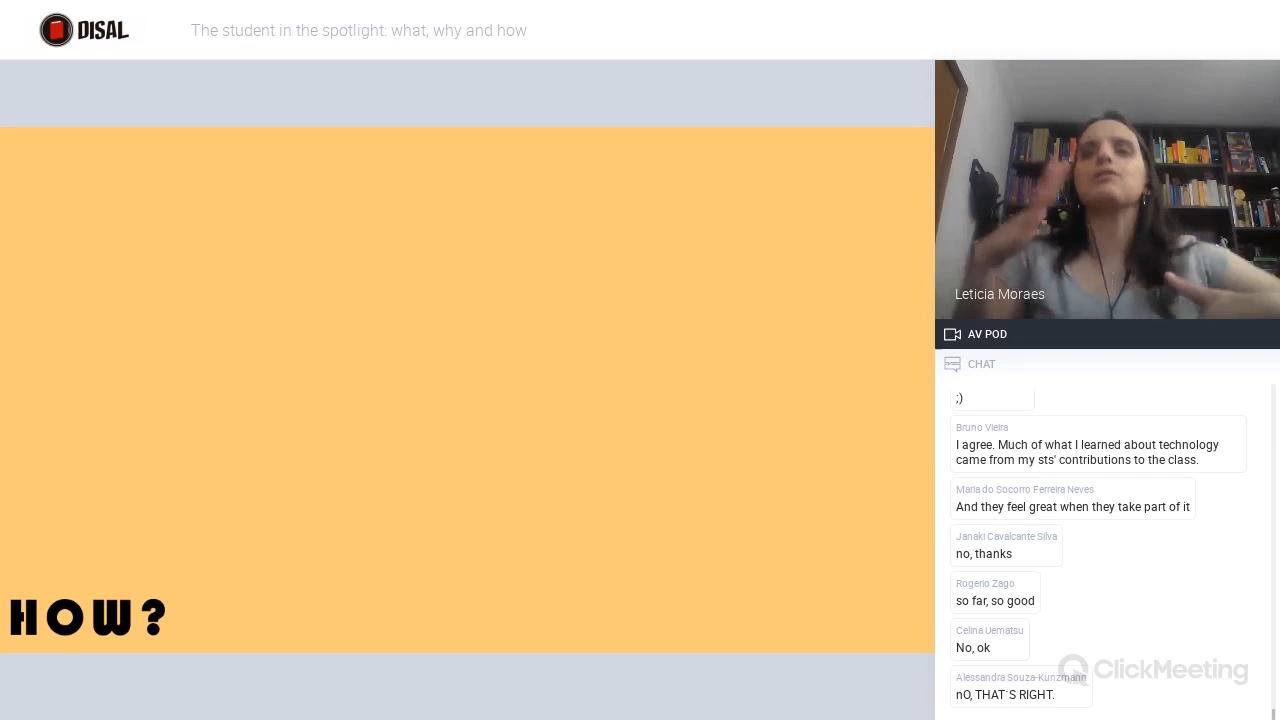 DISAL
The student in the spotlight: what, why and how
HOW?
Leticia Moraes
AV POD
CHAT
;)
Bruno Vieira
I agree. Much of what I learned about technology
came from my sts' contributions to the class.
Maria do Socorro Ferreira Neves
And they feel great when they take part of it
Janaki Cavalcante Silva
no, thanks
Rogerio Zago
so far, so good
Celina Uematsu
No, ok
Alessandra Souza-Kunzmann
nO, THAT´S RIGHT.
ClickMeeting